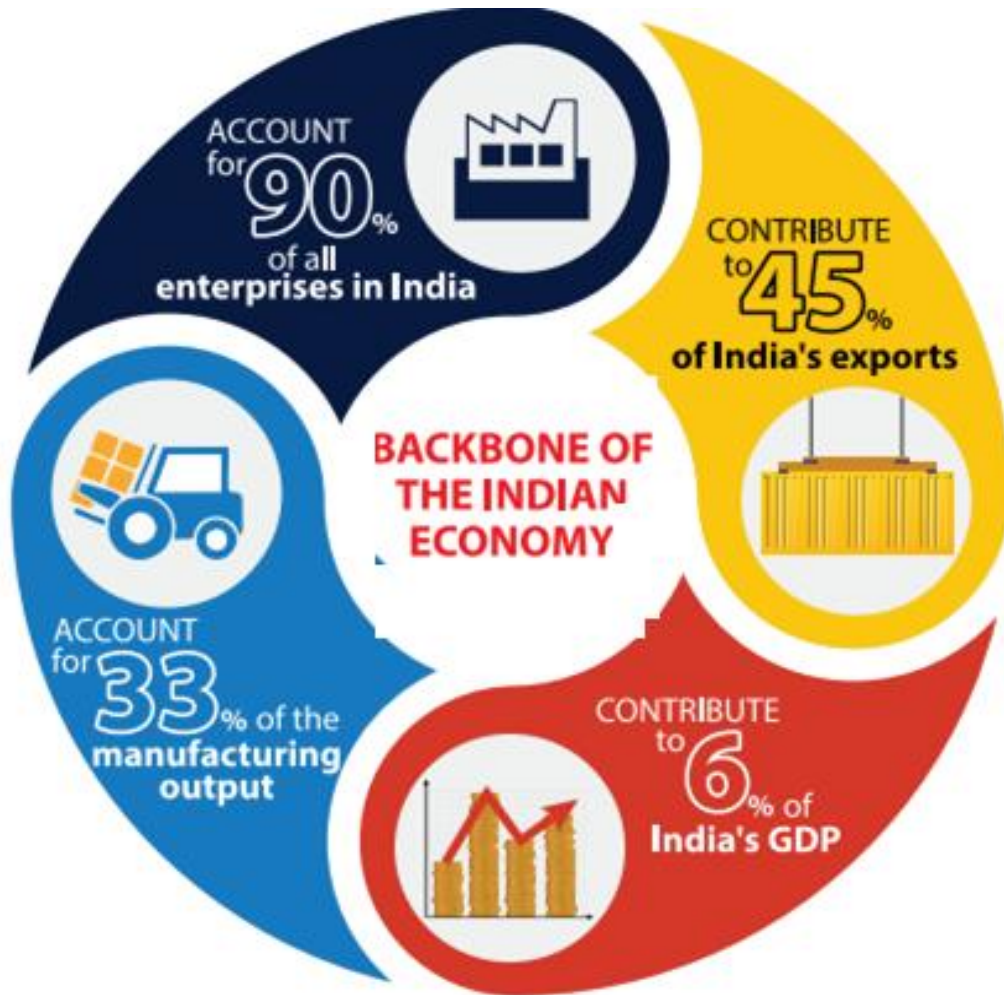 ACCOUNT
for 90%
of all
enterprises in India
CONTRIBUTE
to 45%
of India's exports
BACKBONE OF
THE INDIAN
ECONOMY
ACCOUNT
for 33% of the
manufacturing
output
CONTRIBUTE
to 6% of
India's GDP